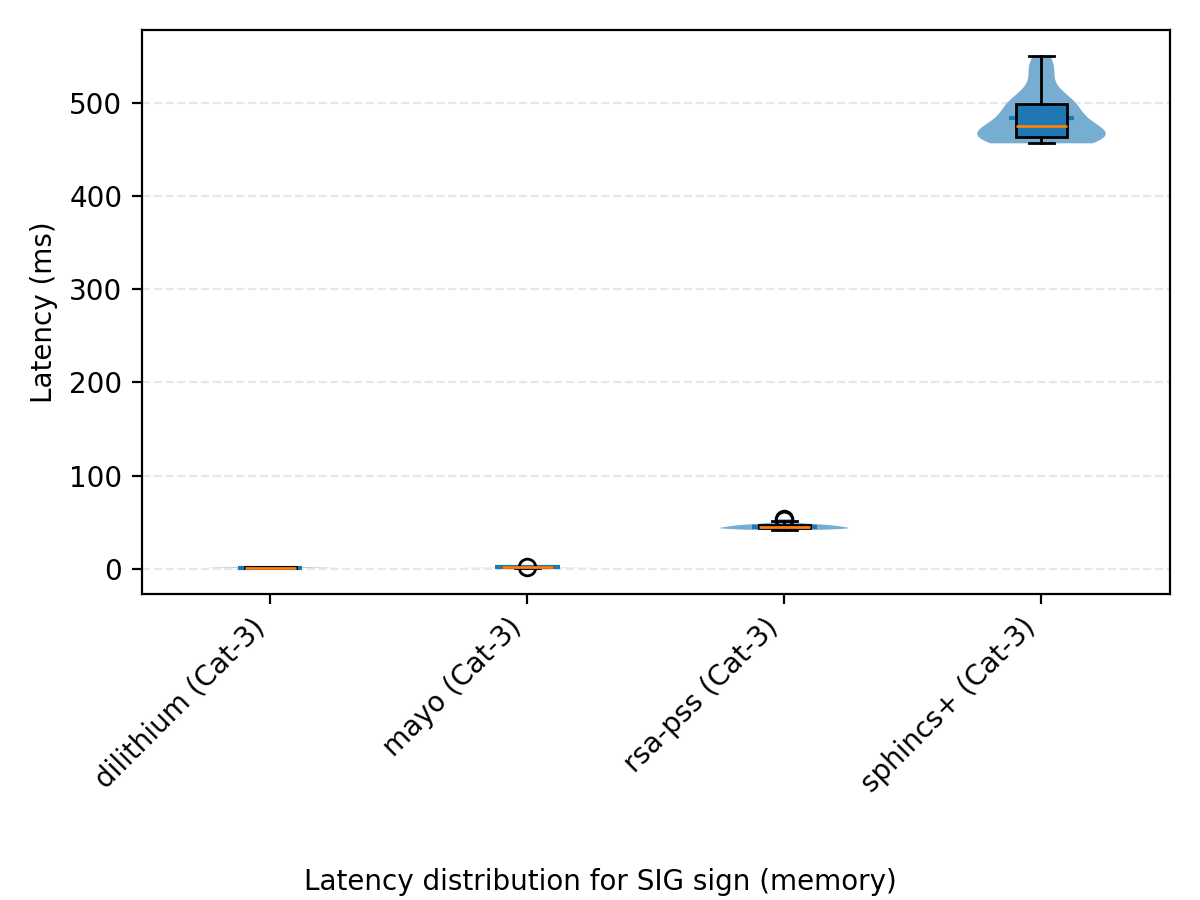 Latency (ms)
500
400
300
200
100
0
dilithium (Cat-3)
mayo (Cat-3)
rsa-pss (Cat-3)
sphincs+ (Cat-3)
Latency distribution for SIG sign (memory)